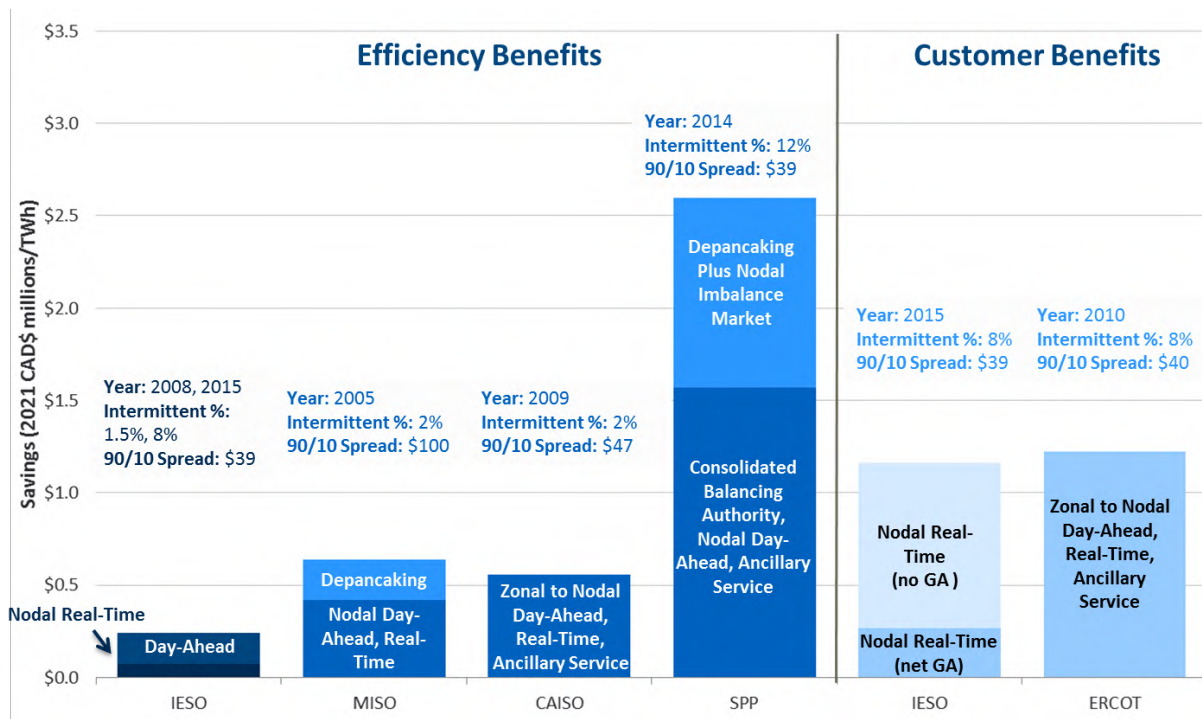 Efficiency Benefits
Customer Benefits
Savings (2021 CAD$ millions/TWh)
$3.5
$3.0
$2.5
$2.0
$1.5
$1.0
$0.5
$0.0
Year: 2008, 2015
Intermittent %:
1.5%, 8%
90/10 Spread: $39
Nodal Real-Time
Day-Ahead
Year: 2005
Intermittent %: 2%
90/10 Spread: $100
Depancaking
Nodal Day-
Ahead, Real-
Time
Year: 2009
Intermittent %: 2%
90/10 Spread: $47
Zonal to Nodal
Day-Ahead,
Real-Time,
Ancillary Service
Year: 2014
Intermittent %: 12%
90/10 Spread: $39
Depancaking
Plus Nodal
Imbalance
Market
Consolidated
Balancing
Authority,
Nodal Day-
Ahead, Ancillary
Service
Year: 2015
Intermittent %: 8%
90/10 Spread: $39
Nodal Real-
Time
(no GA )
Nodal Real-Time
(net GA)
Year: 2010
Intermittent %: 8%
90/10 Spread: $40
Zonal to Nodal
Day-Ahead,
Real-Time,
Ancillary
Service
IESO
MISO
CAISO
SPP
IESO
ERCOT